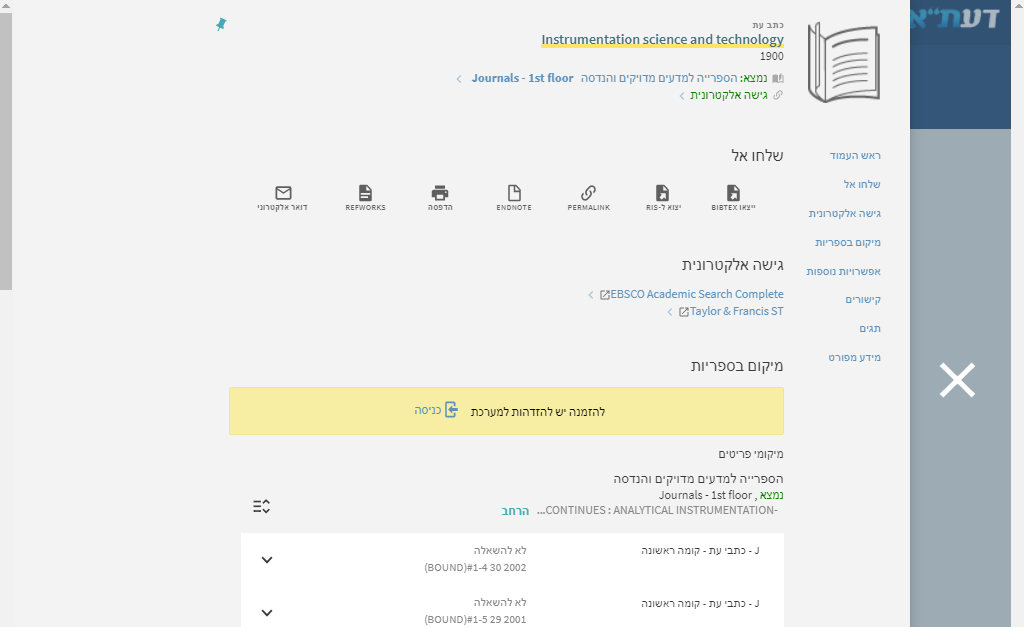 דעת"א
כתב עת
Instrumentation science and technology
1900
נמצא: הספרייה למדעים מדויקים והנדסה Journals - 1st floor
גישה אלקטרונית
ראש העמוד
שלחו אל
גישה אלקטרונית
מיקום בספריות
אפשרויות נוספות
קישורים
תגים
מידע מפורט
שלחו אל
ייצאו BIBTEX
יצוא ל-RIS
PERMALINK
ENDNOTE
הדפסה
REFWORKS
דואר אלקטרוני
גישה אלקטרונית
EBSCO Academic Search Complete
Taylor & Francis ST
מיקום בספריות
להזמנה יש להזדהות למערכת כניסה
מיקומי פריטים
הספרייה למדעים מדויקים והנדסה
נמצא , Journals - 1st floor
-CONTINUES : ANALYTICAL INSTRUMENTATION... הרחב
J - כתבי עת - קומה ראשונה לא להשאלה
2002 30 1-4#(BOUND)
J - כתבי עת - קומה ראשונה לא להשאלה
2001 29 1-5#(BOUND)